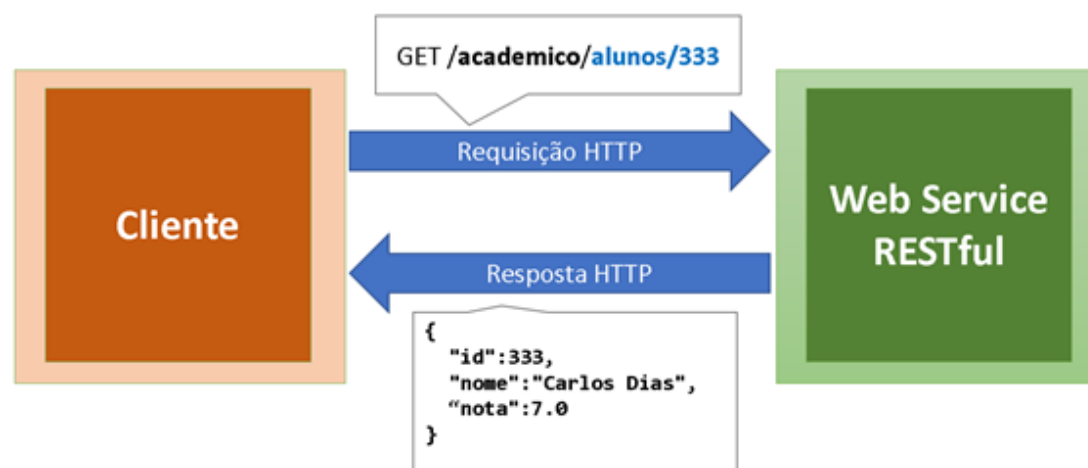 GET /academico/alunos/333
Requisição HTTP
Cliente
Web Service
RESTful
Resposta HTTP
{
"id":333,
"nome":"Carlos Dias",
“nota":7.0
}